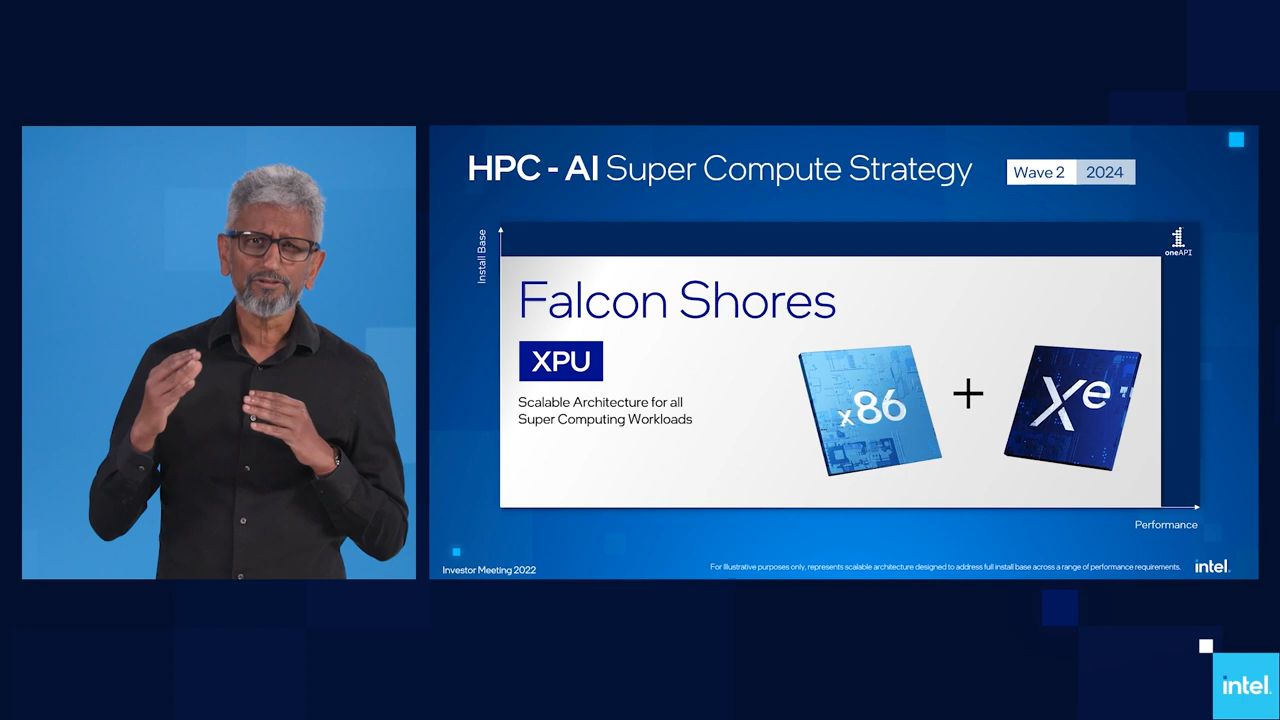 HPC - AI Super Compute Strategy
Wave 2 2024
Install Base
oneAPI
Falcon Shores
XPU
Scalable Architecture for all
Super Computing Workloads
x86
+
Xe
Performance
Investor Meeting 2022
For Illustrative purposes only, represents scalable architecture designed to address full install base across a range of performance requirements.
intel.
intel.